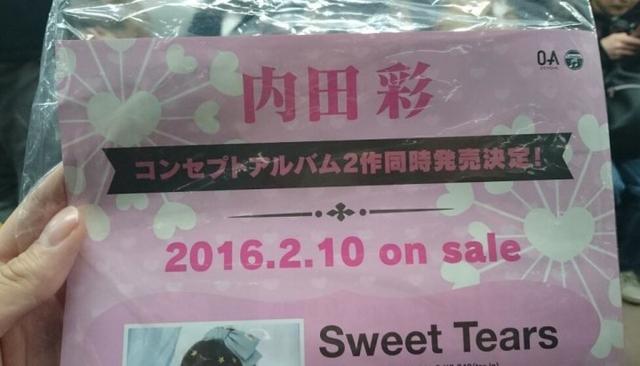 内田 彩
コンセプトアルバム2作同時発売決定!
2016.2.10 on sale
Sweet Tears